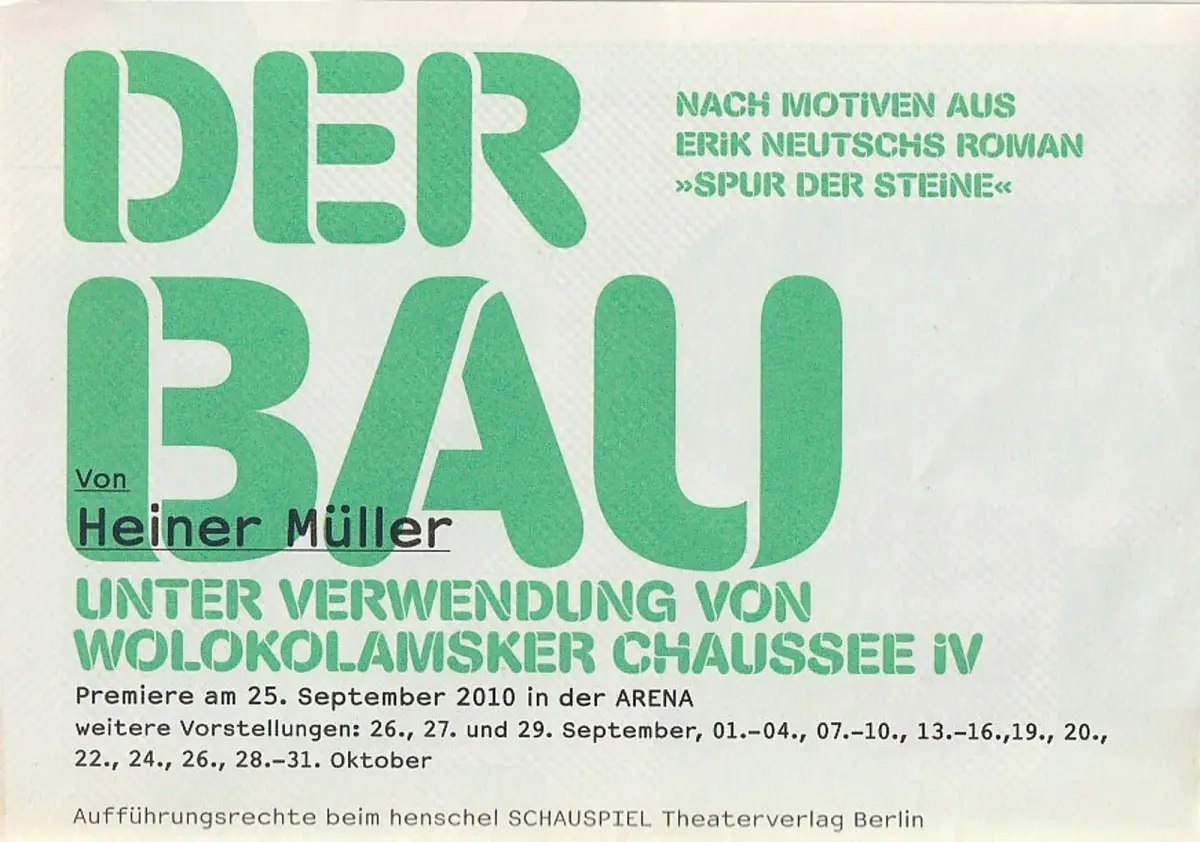 DER
NACH MOTiVEN AUS
ERiK NEUTSCHS ROMAN
»SPUR DER STEiNE«
BAU
Von
Heiner Müller
UNTER VERWENDUNG VON
WOLOKOLAMSKER CHAUSSEE iV
Premiere am 25. September 2010 in der ARENA
weitere Vorstellungen: 26., 27. und 29. September, 01.–04., 07.–10., 13.–16.,19., 20.,
22., 24., 26., 28.–31. Oktober
Aufführungsrechte beim henschel SCHAUSPIEL Theaterverlag Berlin